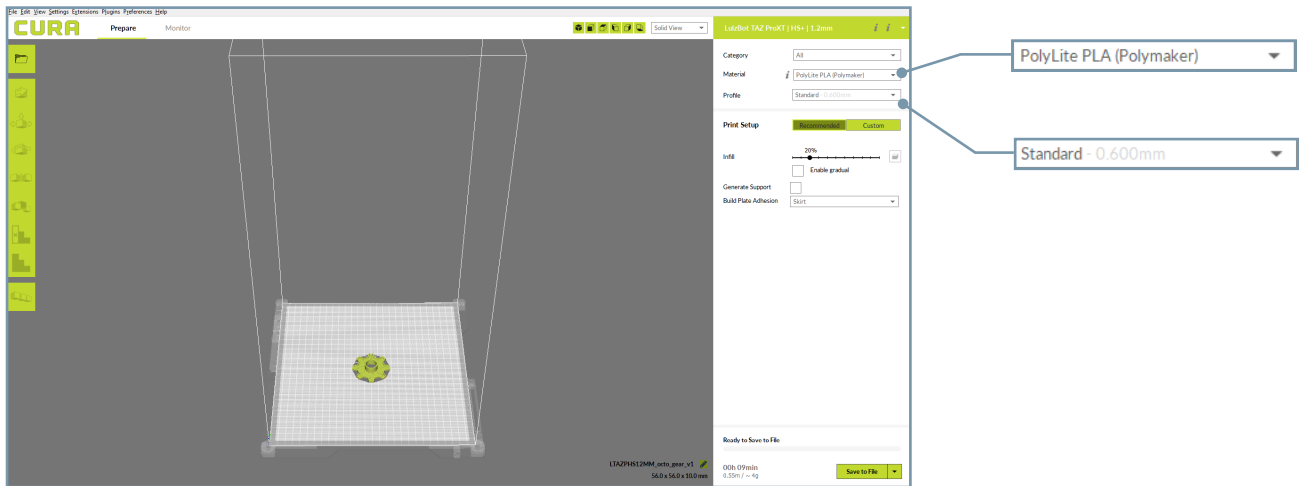 File Edit View Settings Extensions Plugins Preferences Help
CURA Prepare Monitor Solid View
LulzBot TAZ ProXT | HS+ | 1.2mm i i
Category All
Material i PolyLite PLA (Polymaker)
Profile Standard - 0.600mm
Print Setup Recommended Custom
20%
Infill
Enable gradual
Generate Support
Build Plate Adhesion Skirt
Ready to Save to File
LTAZPHS12MM_octo_gear_v1
56.0 x 56.0 x 10.0 mm
00h 09min
0.55m / ~ 4g
Save to File
PolyLite PLA (Polymaker)
Standard - 0.600mm